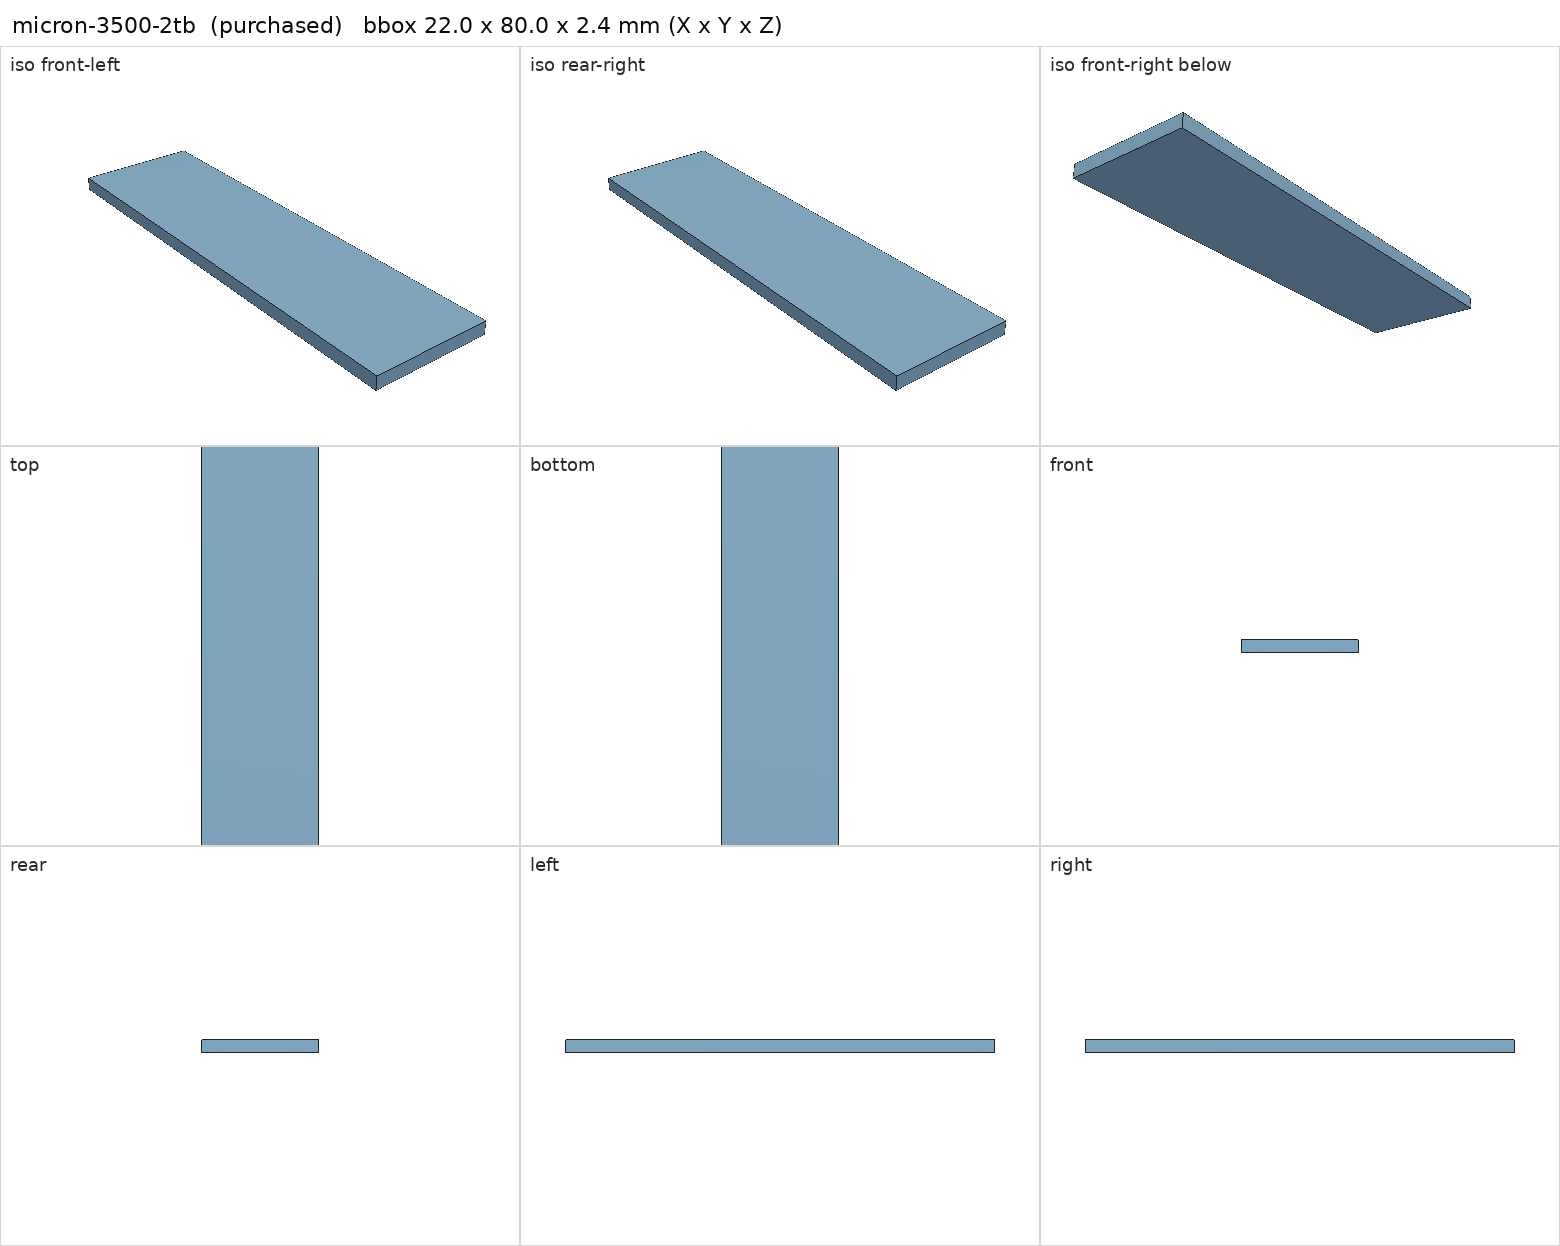 micron-3500-2tb  (purchased)   bbox 22.0 x 80.0 x 2.4 mm (X x Y x Z)
iso front-left
iso rear-right
iso front-right below
top
bottom
front
rear
left
right